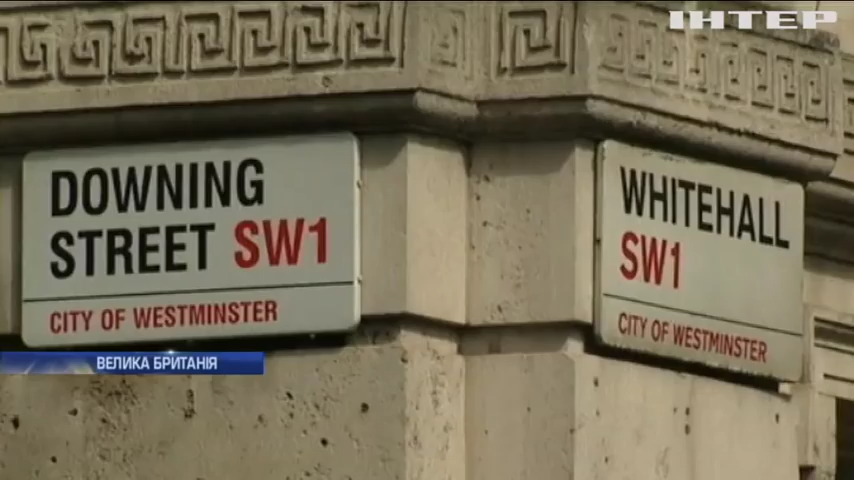 ІНТЕР
DOWNING
STREET SW1
CITY OF WESTMINSTER
WHITEHALL
SW1
CITY OF WESTMINSTER
ВЕЛИКА БРИТАНІЯ